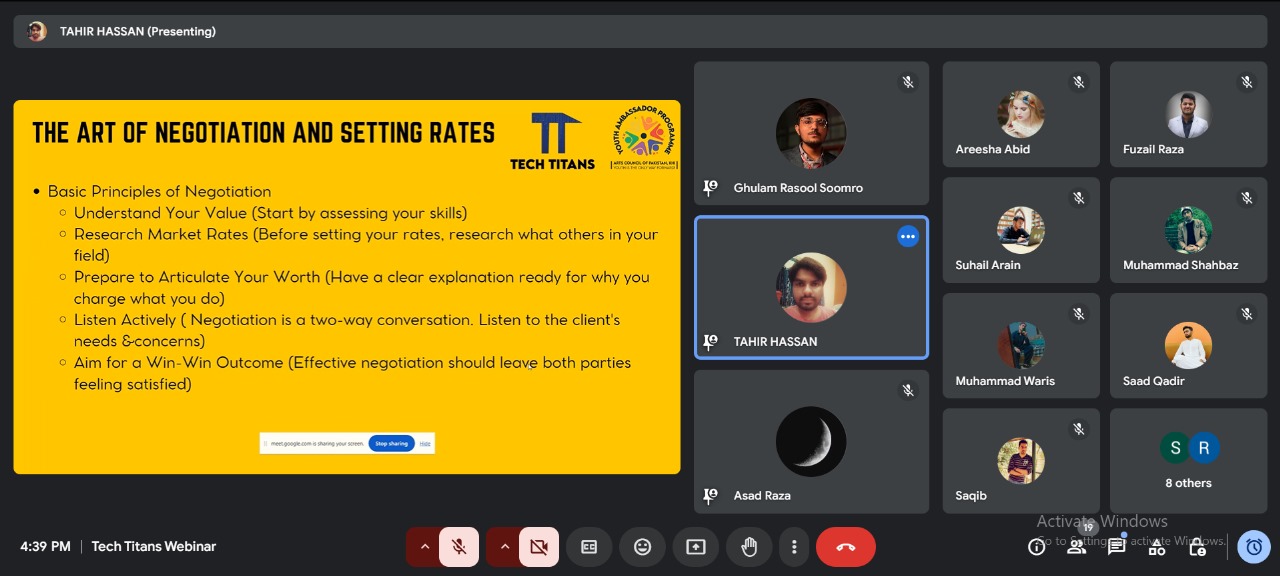 TAHIR HASSAN (Presenting)
THE ART OF NEGOTIATION AND SETTING RATES
TECH TITANS
YOUTH AMBASSADOR PROGRAMME
Basic Principles of Negotiation
Understand Your Value (Start by assessing your skills)
Research Market Rates (Before setting your rates, research what others in your
field)
Prepare to Articulate Your Worth (Have a clear explanation ready for why you
charge what you do)
Listen Actively ( Negotiation is a two-way conversation. Listen to the client's
needs &concerns)
Aim for a Win-Win Outcome (Effective negotiation should leave both parties
feeling satisfied)
meet.google.com is sharing your screen.
Stop sharing
Hide
Ghulam Rasool Soomro
TAHIR HASSAN
Asad Raza
Areesha Abid
Fuzail Raza
Suhail Arain
Muhammad Shahbaz
Muhammad Waris
Saad Qadir
Saqib
S
R
8 others
Activate Windows
Go to Settings to activate Windows.
19
4:39 PM
Tech Titans Webinar